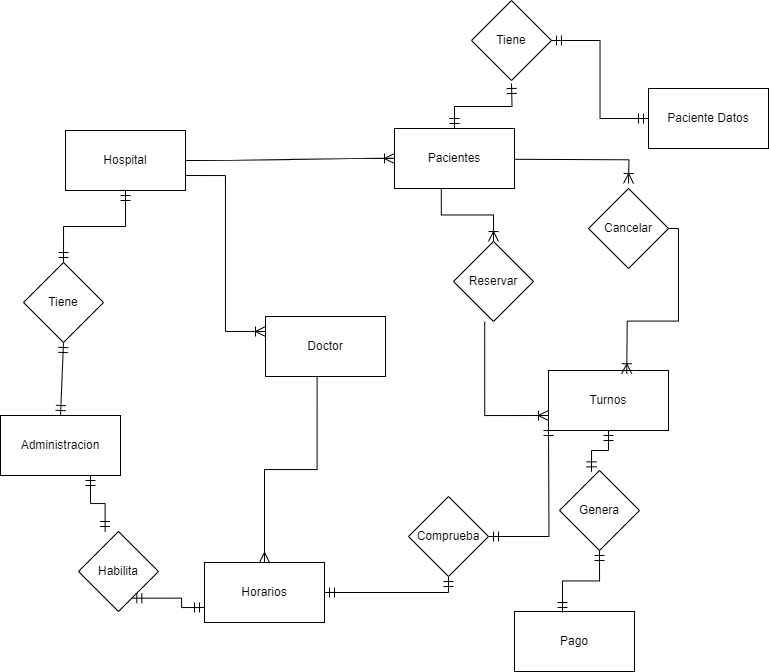 Tiene
Paciente Datos
Hospital
Pacientes
Cancelar
Reservar
Tiene
Doctor
Turnos
Administracion
Genera
Comprueba
Habilita
Horarios
Pago